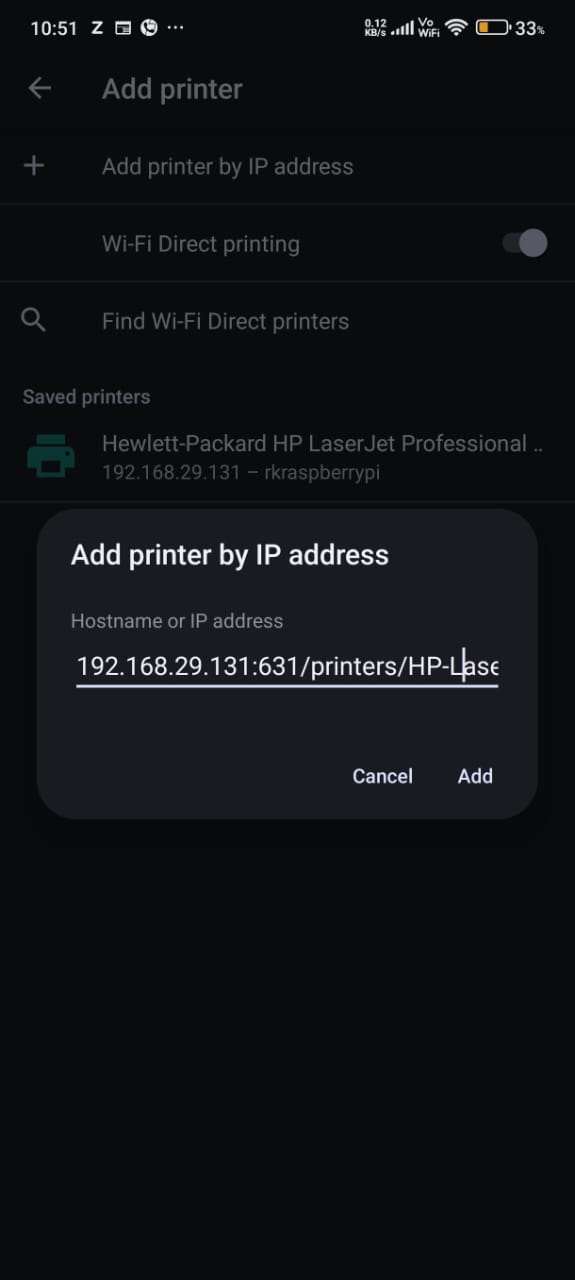 10:51 Z ... 0.12 KB/s Vo WiFi 33%
Add printer
Add printer by IP address
Wi-Fi Direct printing
Find Wi-Fi Direct printers
Saved printers
Hewlett-Packard HP LaserJet Professional ..
192.168.29.131 – rkraspberrypi
Add printer by IP address
Hostname or IP address
192.168.29.131:631/printers/HP-Lase
Cancel Add